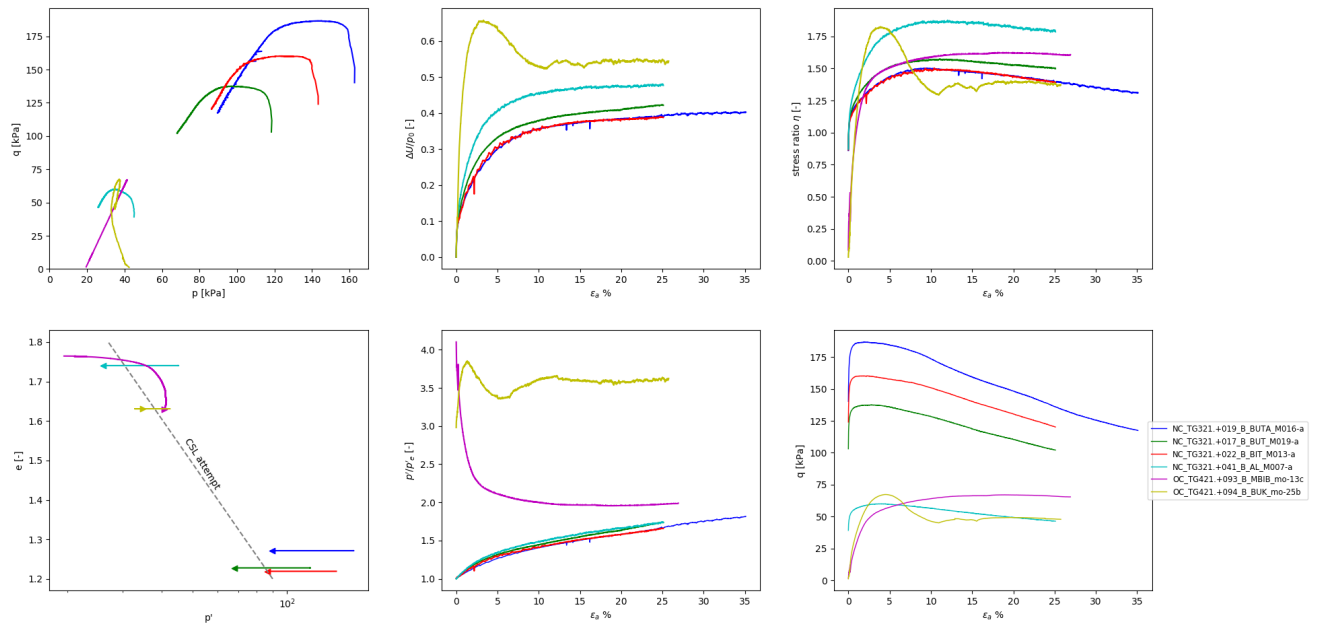 175
150
125
100
75
50
25
0
q [kPa]
0 20 40 60 80 100 120 140 160
p [kPa]
0.6
0.5
0.4
0.3
0.2
0.1
0.0
ΔU/p₀ [-]
0 5 10 15 20 25 30 35
εₐ %
1.75
1.50
1.25
1.00
0.75
0.50
0.25
0.00
stress ratio η [-]
0 5 10 15 20 25 30 35
εₐ %
1.8
1.7
1.6
1.5
1.4
1.3
1.2
e [-]
CSL attempt
10²
p'
4.0
3.5
3.0
2.5
2.0
1.5
1.0
p'/p'ₑ [-]
0 5 10 15 20 25 30 35
εₐ %
175
150
125
100
75
50
25
0
q [kPa]
0 5 10 15 20 25 30 35
εₐ %
NC_TG321.+019_B_BUTA_M016-a
NC_TG321.+017_B_BUT_M019-a
NC_TG321.+022_B_BIT_M013-a
NC_TG321.+041_B_AL_M007-a
OC_TG421.+093_B_MBIB_mo-13c
OC_TG421.+094_B_BUK_mo-25b